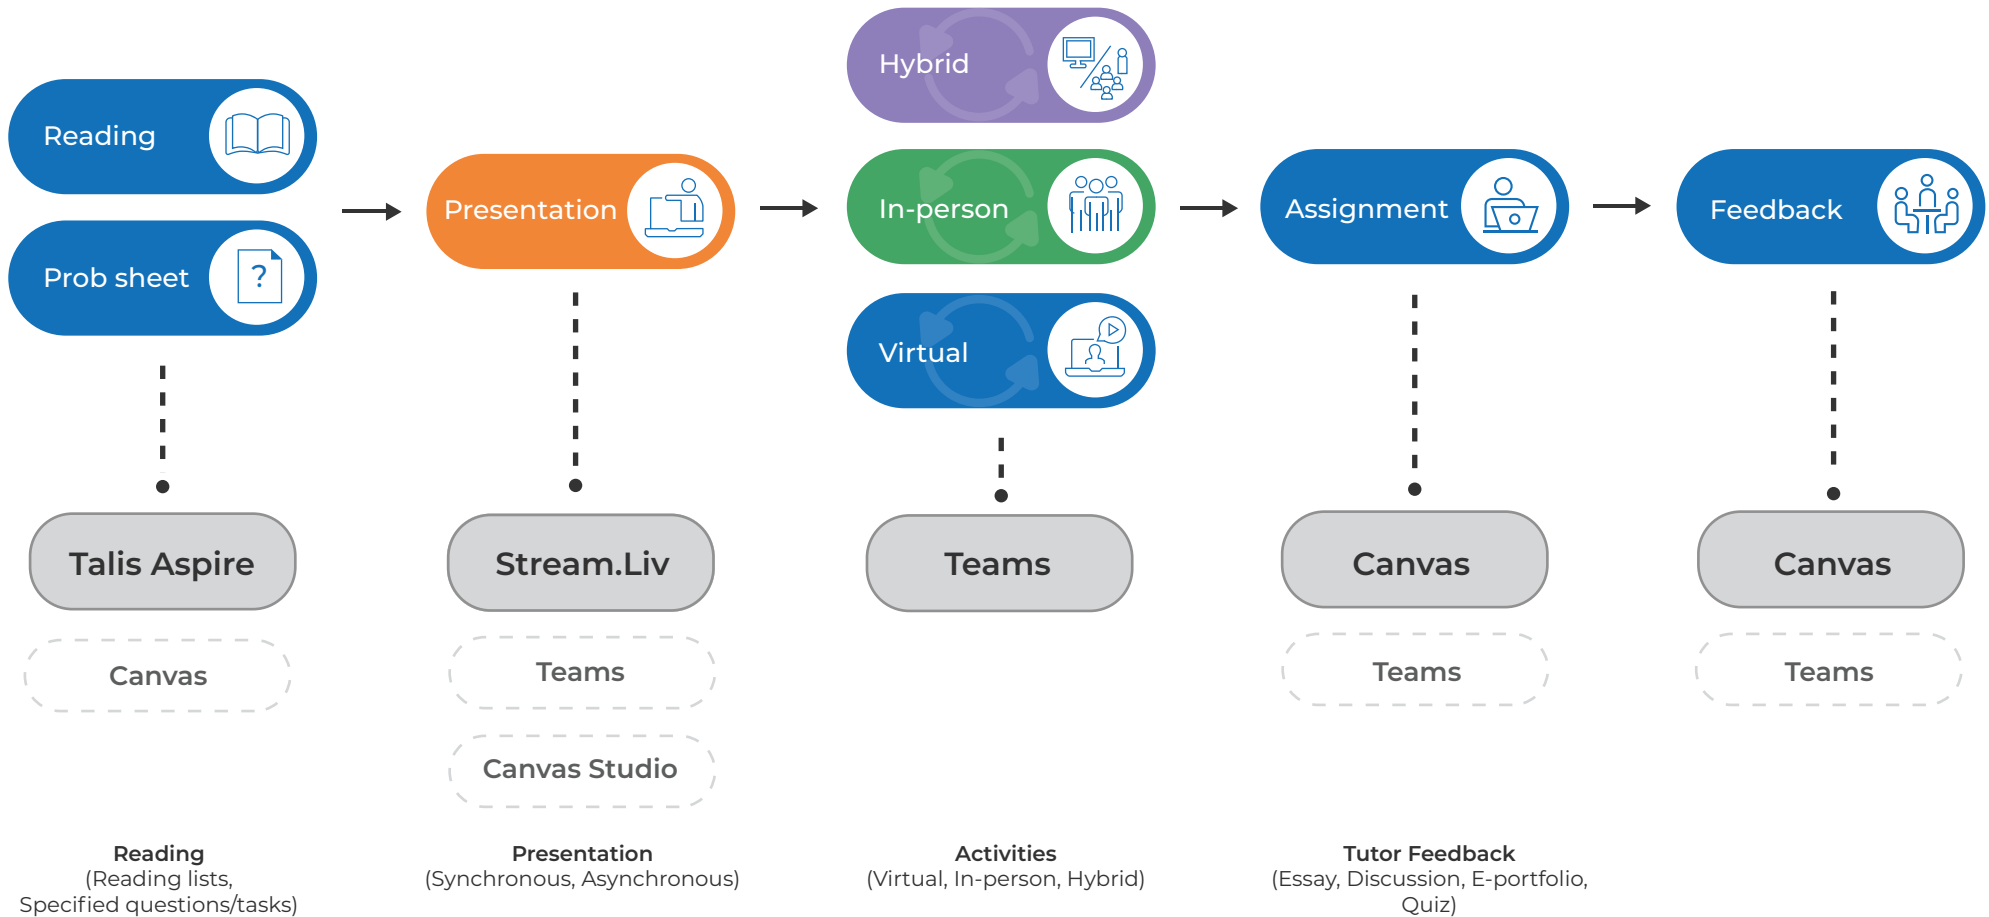 Reading
Prob sheet
?
Presentation
Hybrid
In-person
Virtual
Assignment
Feedback
Talis Aspire
Canvas
Stream.Liv
Teams
Canvas Studio
Teams
Canvas
Teams
Canvas
Teams
Reading
(Reading lists,
Specified questions/tasks)
Presentation
(Synchronous, Asynchronous)
Activities
(Virtual, In-person, Hybrid)
Tutor Feedback
(Essay, Discussion, E-portfolio,
Quiz)